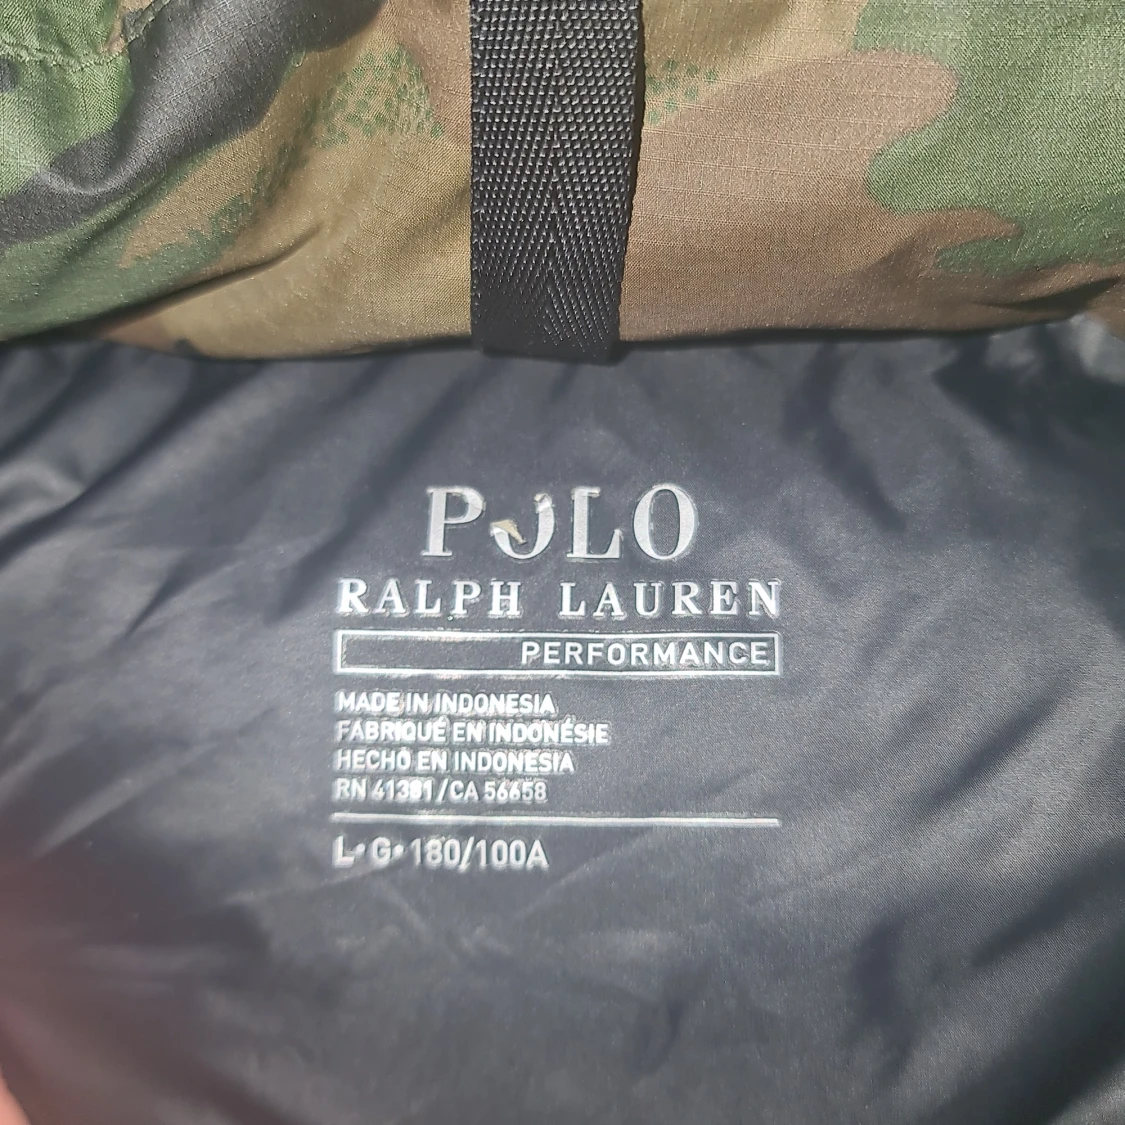 POLO
RALPH LAUREN
PERFORMANCE
MADE IN INDONESIA
FABRIQUÉ EN INDONÉSIE
HECHO EN INDONESIA
RN 41381/CA 56658
L•G•180/100A